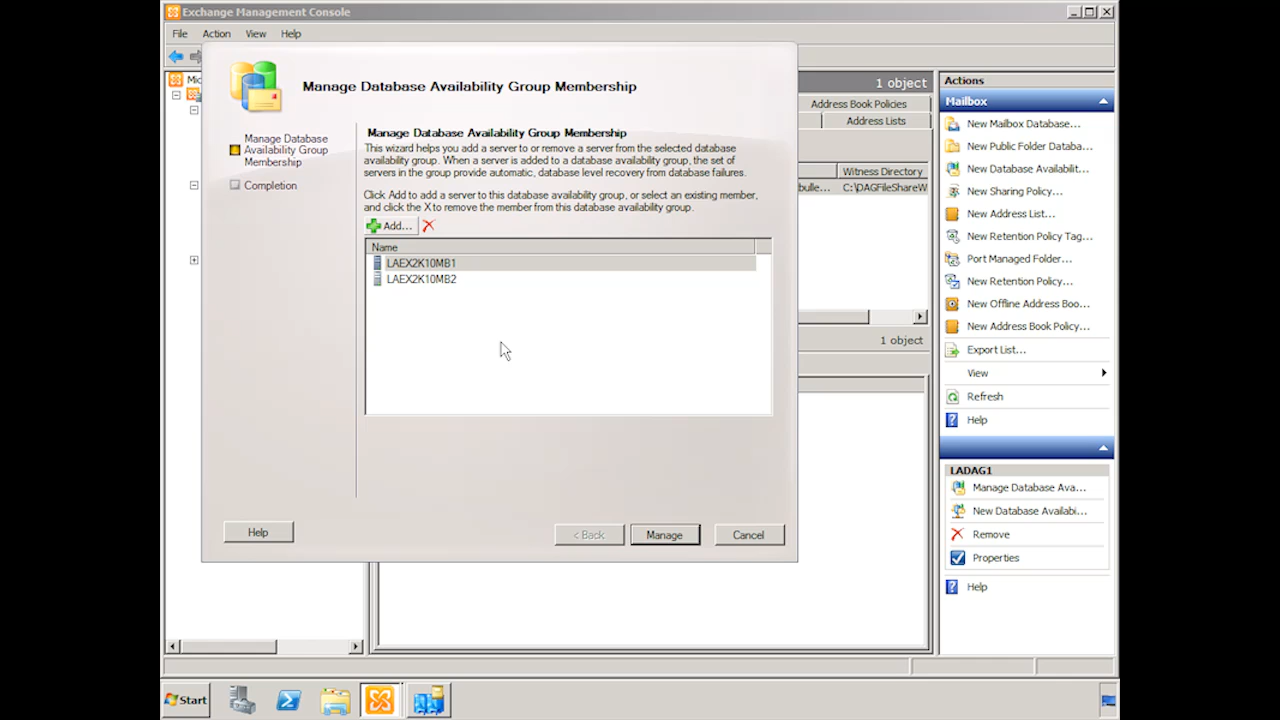 Exchange Management Console
File Action View Help
Mic
1 object
Address Book Policies
Address Lists
Witness Directory
bulle... C:\DAGFileShareW
1 object
Manage Database Availability Group Membership
Manage Database
Availability Group
Membership
Completion
Manage Database Availability Group Membership
This wizard helps you add a server to or remove a server from the selected database
availability group. When a server is added to a database availability group, the set of
servers in the group provide automatic, database level recovery from database failures.
Click Add to add a server to this database availability group, or select an existing member,
and click the X to remove the member from this database availability group.
Add...
Name
LAEX2K10MB1
LAEX2K10MB2
Help
< Back
Manage
Cancel
Actions
Mailbox
New Mailbox Database...
New Public Folder Databa...
New Database Availabilit...
New Sharing Policy...
New Address List...
New Retention Policy Tag...
Port Managed Folder...
New Retention Policy...
New Offline Address Boo...
New Address Book Policy...
Export List...
View
Refresh
Help
LADAG1
Manage Database Ava...
New Database Availabi...
Remove
Properties
Help
Start